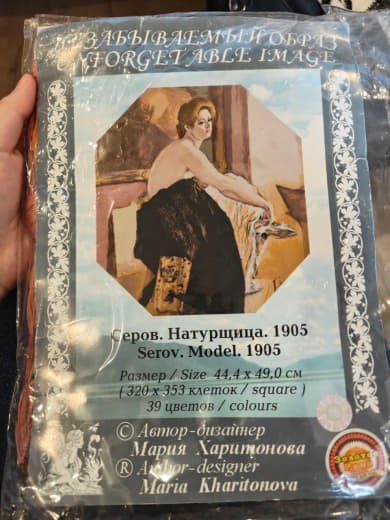 НЕЗАБЫВАЕМЫЙ ОБРАЗ
UNFORGETABLE IMAGE
Серов. Натурщица. 1905
Serov. Model. 1905
Размер / Size 44,4 x 49,0 см
( 320 x 353 клеток / square )
39 цветов / colours
© Автор-дизайнер
Мария Харитонова
® Author-designer
Maria Kharitonova